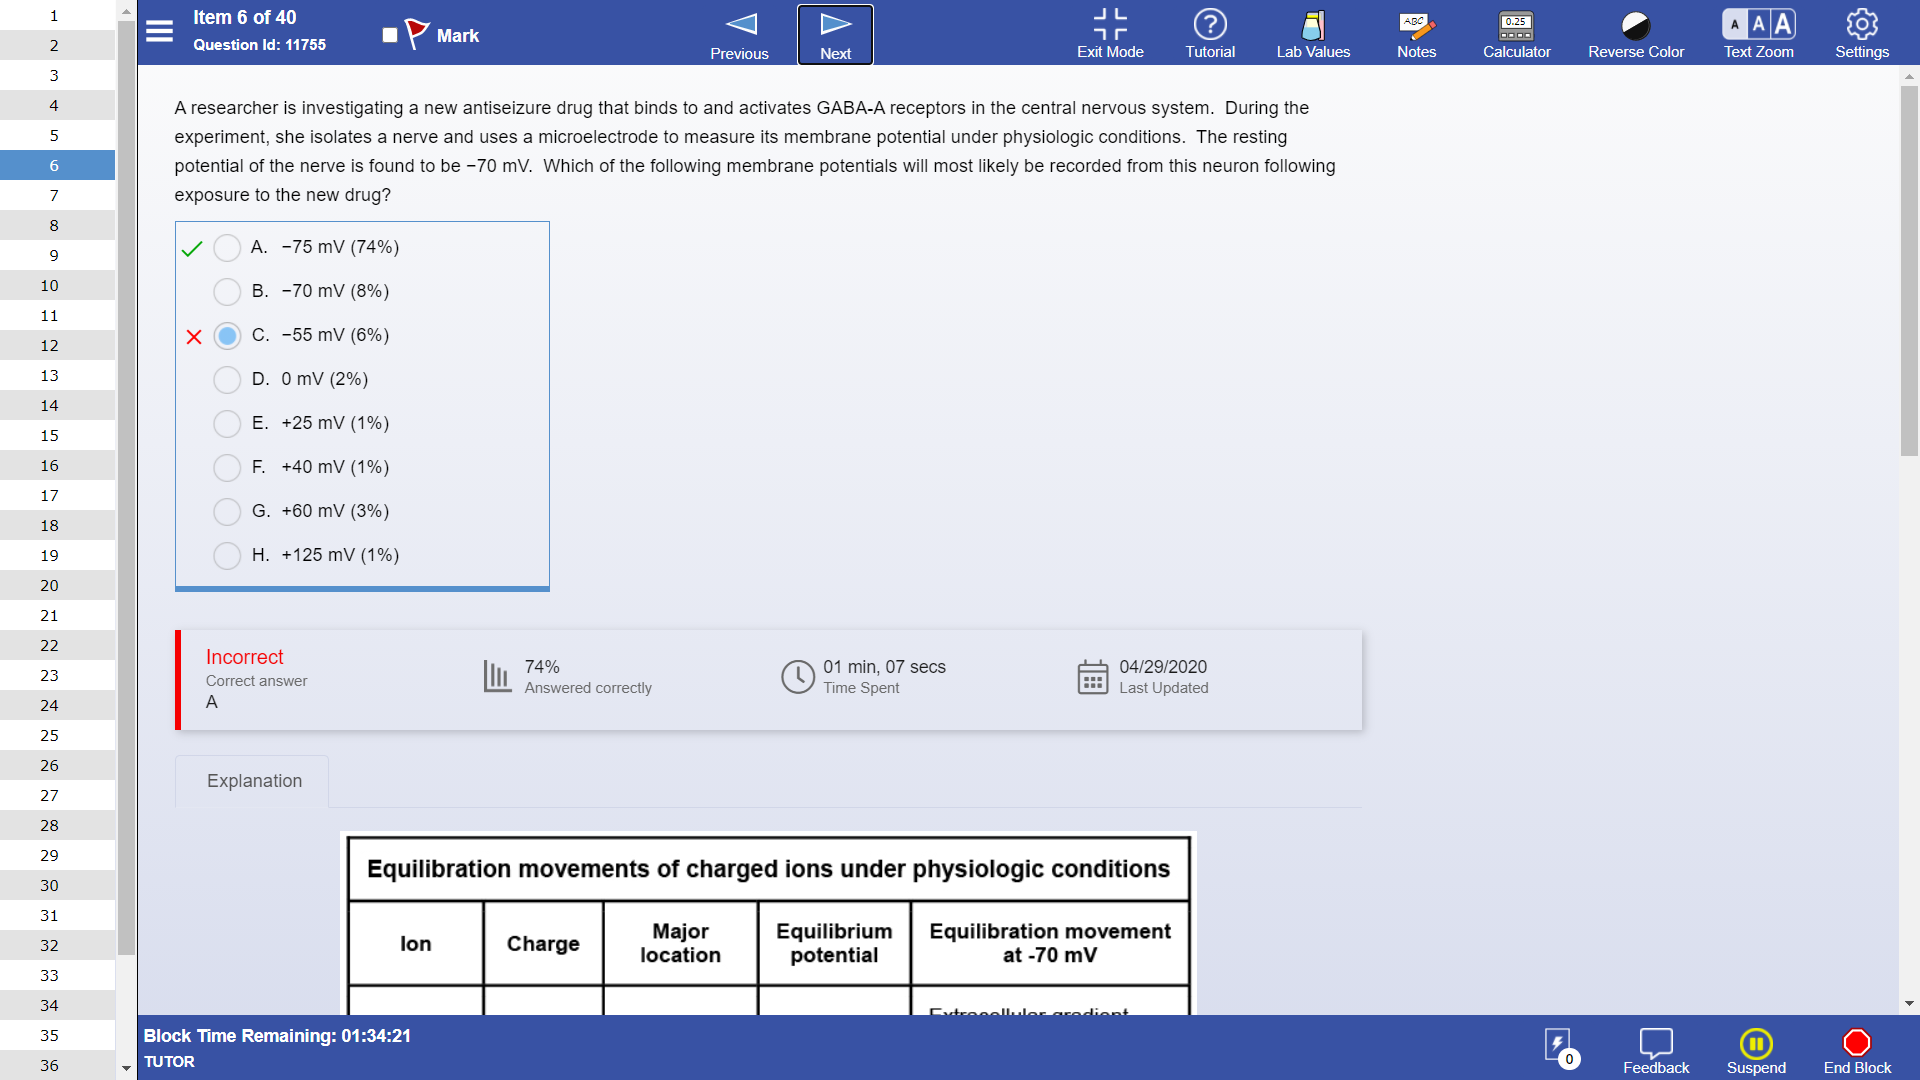 1
2
3
4
5
6
7
8
9
10
11
12
13
14
15
16
17
18
19
20
21
22
23
24
25
26
27
28
29
30
31
32
33
34
35
36
Item 6 of 40
Question Id: 11755
Mark
Previous
Next
Exit Mode
Tutorial
Lab Values
ABC
Notes
0.25
Calculator
Reverse Color
A A A
Text Zoom
Settings
A researcher is investigating a new antiseizure drug that binds to and activates GABA-A receptors in the central nervous system. During the
experiment, she isolates a nerve and uses a microelectrode to measure its membrane potential under physiologic conditions. The resting
potential of the nerve is found to be −70 mV. Which of the following membrane potentials will most likely be recorded from this neuron following
exposure to the new drug?
A. −75 mV (74%)
B. −70 mV (8%)
C. −55 mV (6%)
D. 0 mV (2%)
E. +25 mV (1%)
F. +40 mV (1%)
G. +60 mV (3%)
H. +125 mV (1%)
Incorrect
Correct answer
A
74%
Answered correctly
01 min, 07 secs
Time Spent
04/29/2020
Last Updated
Explanation
Equilibration movements of charged ions under physiologic conditions
Ion
Charge
Major
location
Equilibrium
potential
Equilibration movement
at -70 mV
Extracellular gradient
Block Time Remaining: 01:34:21
TUTOR
0
Feedback
Suspend
End Block